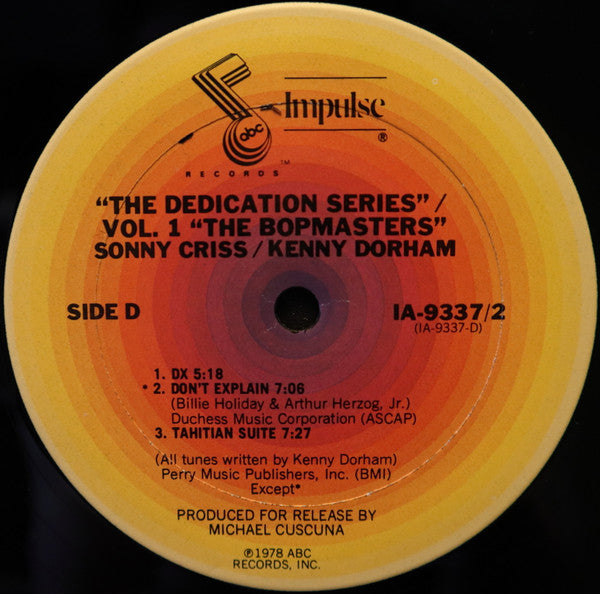 abc
Impulse
®
RECORDS
™
"THE DEDICATION SERIES"/
VOL. 1 "THE BOPMASTERS"
SONNY CRISS/KENNY DORHAM
SIDE D
IA-9337/2
(IA-9337-D)
1. DX 5:18
*2. DON'T EXPLAIN 7:06
(Billie Holiday & Arthur Herzog, Jr.)
Duchess Music Corporation (ASCAP)
3. TAHITIAN SUITE 7:27
(All tunes written by Kenny Dorham)
Perry Music Publishers, Inc. (BMI)
Except*
PRODUCED FOR RELEASE BY
MICHAEL CUSCUNA
℗1978 ABC
RECORDS, INC.